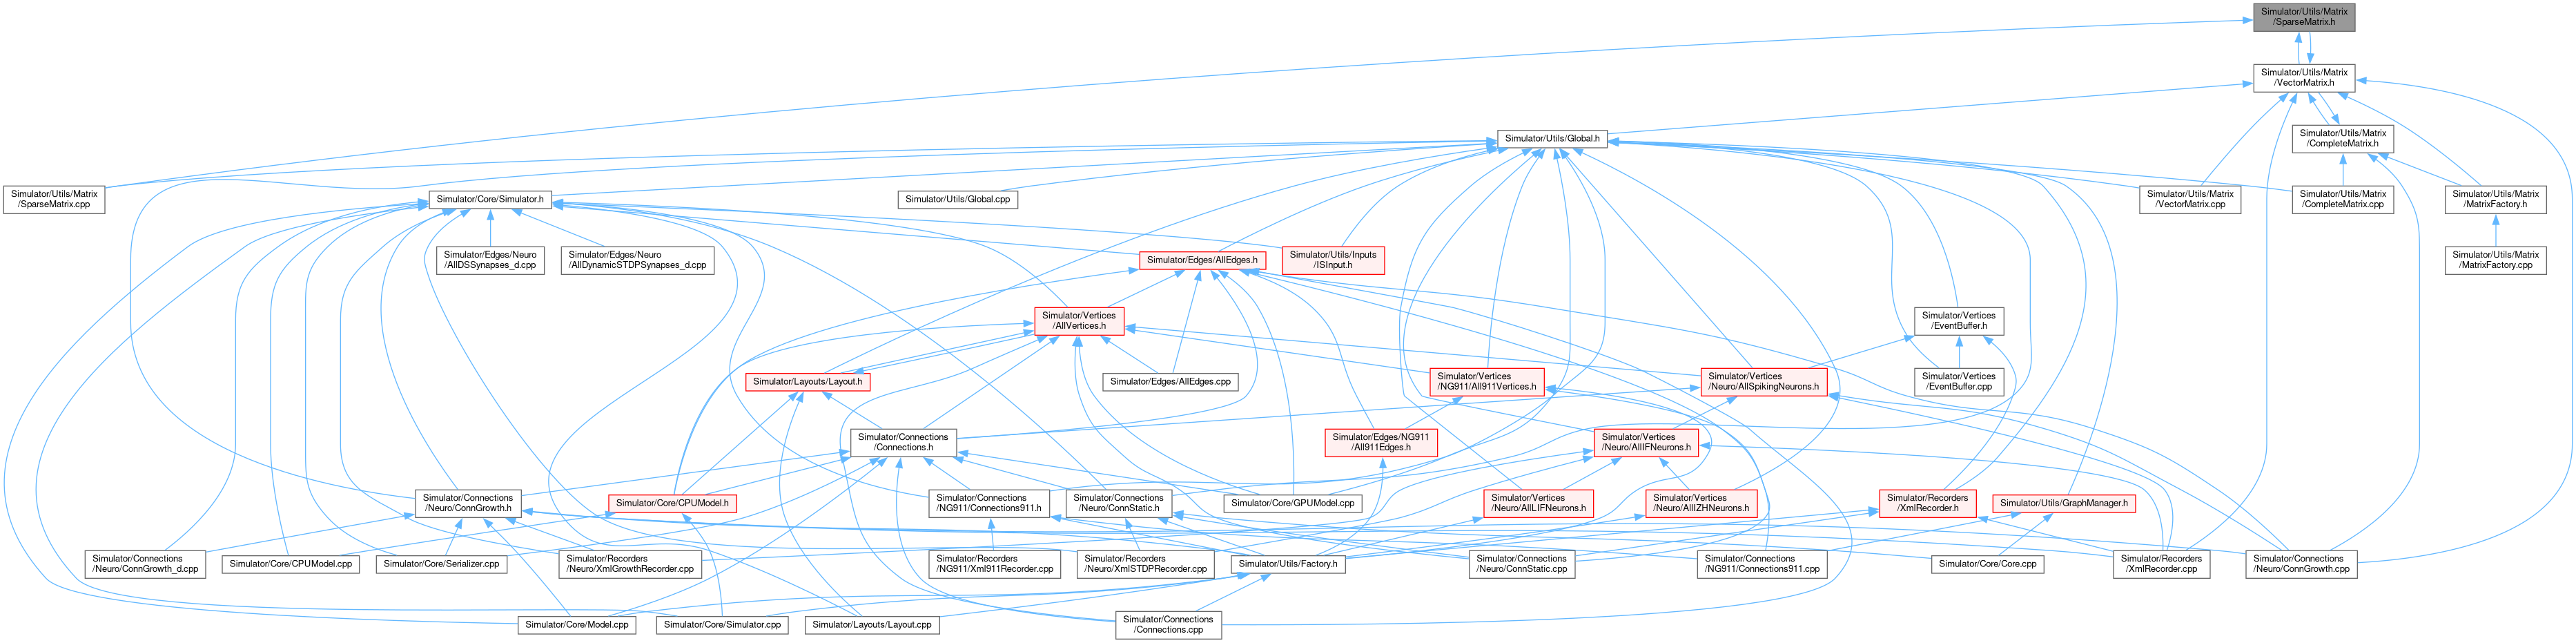 Simulator/Utils/Matrix
/SparseMatrix.h
Simulator/Utils/Matrix
/VectorMatrix.h
Simulator/Utils/Global.h
Simulator/Utils/Matrix
/CompleteMatrix.h
Simulator/Utils/Matrix
/SparseMatrix.cpp
Simulator/Core/Simulator.h
Simulator/Utils/Global.cpp
Simulator/Utils/Matrix
/VectorMatrix.cpp
Simulator/Utils/Matrix
/CompleteMatrix.cpp
Simulator/Utils/Matrix
/MatrixFactory.h
Simulator/Edges/Neuro
/AllDSSynapses_d.cpp
Simulator/Edges/Neuro
/AllDynamicSTDPSynapses_d.cpp
Simulator/Edges/AllEdges.h
Simulator/Utils/Inputs
/ISInput.h
Simulator/Utils/Matrix
/MatrixFactory.cpp
Simulator/Vertices
/AllVertices.h
Simulator/Vertices
/EventBuffer.h
Simulator/Layouts/Layout.h
Simulator/Edges/AllEdges.cpp
Simulator/Vertices
/NG911/All911Vertices.h
Simulator/Vertices
/Neuro/AllSpikingNeurons.h
Simulator/Vertices
/EventBuffer.cpp
Simulator/Connections
/Connections.h
Simulator/Edges/NG911
/All911Edges.h
Simulator/Vertices
/Neuro/AllIFNeurons.h
Simulator/Connections
/Neuro/ConnGrowth.h
Simulator/Core/CPUModel.h
Simulator/Connections
/NG911/Connections911.h
Simulator/Connections
/Neuro/ConnStatic.h
Simulator/Core/GPUModel.cpp
Simulator/Vertices
/Neuro/AllLIFNeurons.h
Simulator/Vertices
/Neuro/AllIZHNeurons.h
Simulator/Recorders
/XmlRecorder.h
Simulator/Utils/GraphManager.h
Simulator/Connections
/Neuro/ConnGrowth_d.cpp
Simulator/Core/CPUModel.cpp
Simulator/Core/Serializer.cpp
Simulator/Recorders
/Neuro/XmlGrowthRecorder.cpp
Simulator/Recorders
/NG911/Xml911Recorder.cpp
Simulator/Recorders
/Neuro/XmlSTDPRecorder.cpp
Simulator/Utils/Factory.h
Simulator/Connections
/Neuro/ConnStatic.cpp
Simulator/Connections
/NG911/Connections911.cpp
Simulator/Core/Core.cpp
Simulator/Recorders
/XmlRecorder.cpp
Simulator/Connections
/Neuro/ConnGrowth.cpp
Simulator/Core/Model.cpp
Simulator/Core/Simulator.cpp
Simulator/Layouts/Layout.cpp
Simulator/Connections
/Connections.cpp